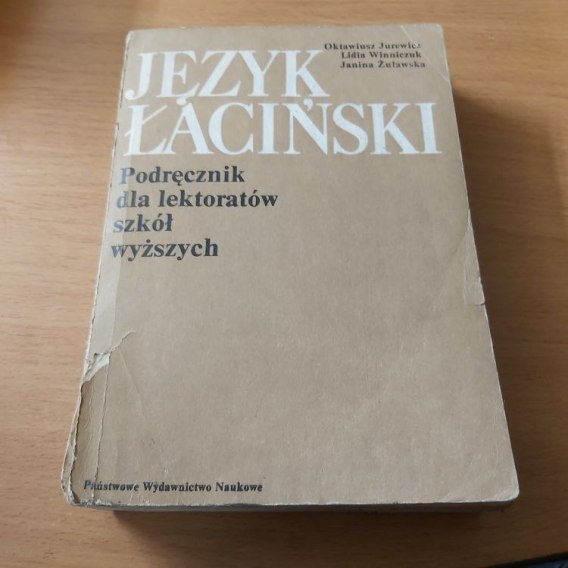 Oktawiusz Jurewicz
Lidia Winniczuk
Janina Żuławska
JĘZYK
ŁACIŃSKI
Podręcznik
dla lektoratów
szkół
wyższych
Państwowe Wydawnictwo Naukowe